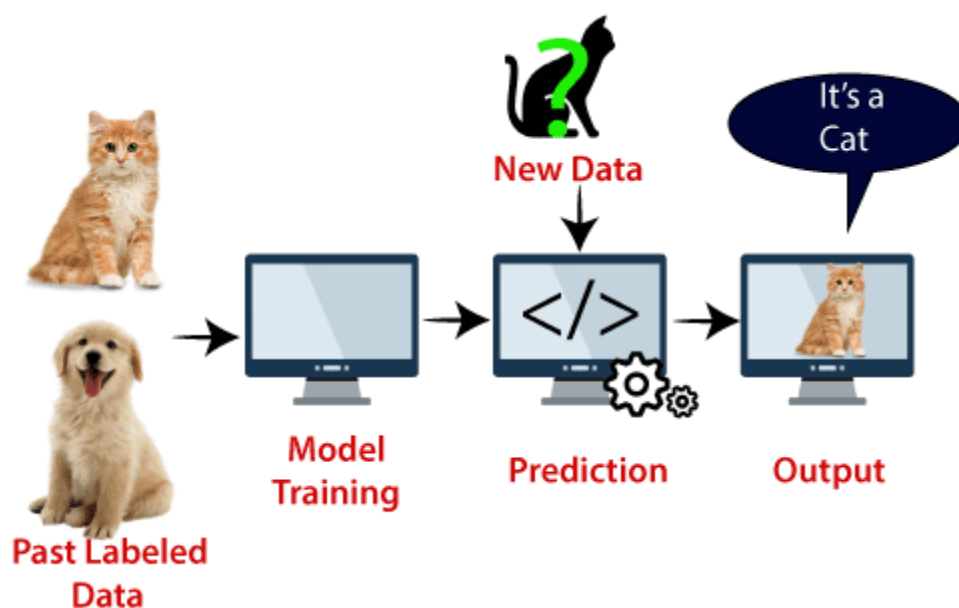 It's a
Cat
New Data
</>
Model
Training
Prediction
Output
Past Labeled
Data